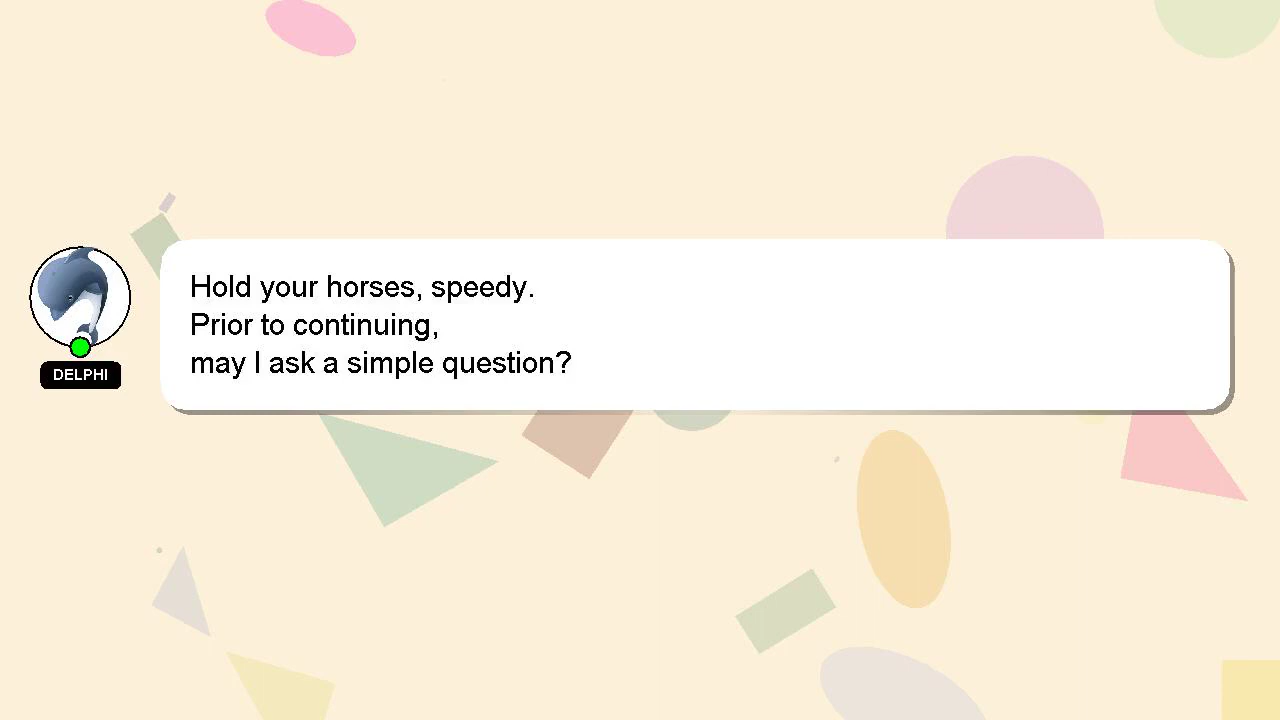 Hold your horses, speedy.
Prior to continuing,
may I ask a simple question?
DELPHI